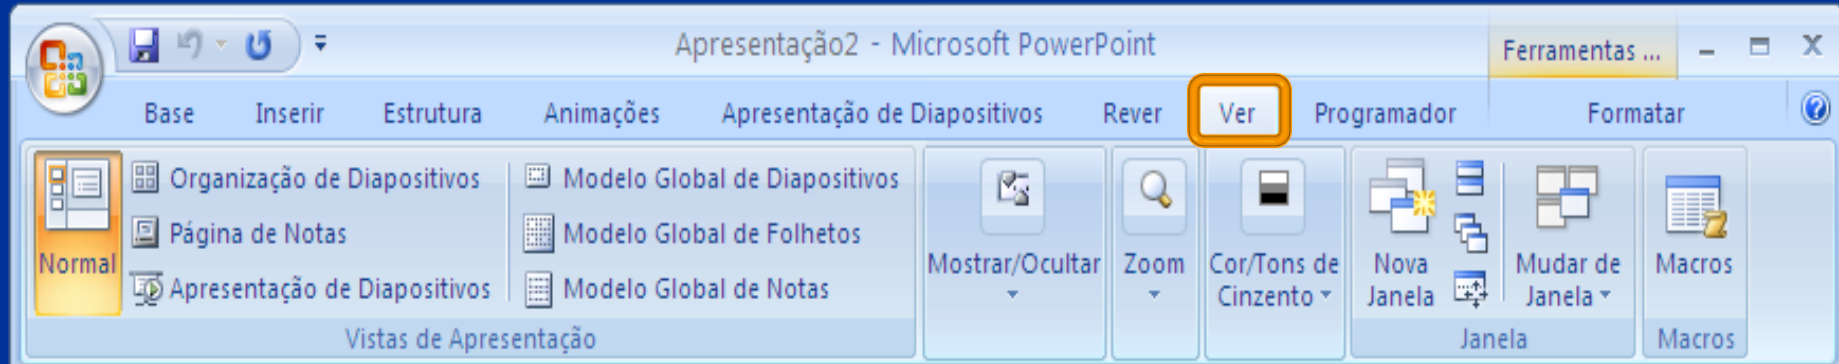 Apresentação2 - Microsoft PowerPoint
Ferramentas ...
Base Inserir Estrutura Animações Apresentação de Diapositivos Rever Ver Programador Formatar
Normal
Organização de Diapositivos
Página de Notas
Apresentação de Diapositivos
Modelo Global de Diapositivos
Modelo Global de Folhetos
Modelo Global de Notas
Vistas de Apresentação
Mostrar/Ocultar
Zoom
Cor/Tons de
Cinzento
Nova
Janela
Mudar de
Janela
Janela
Macros
Macros